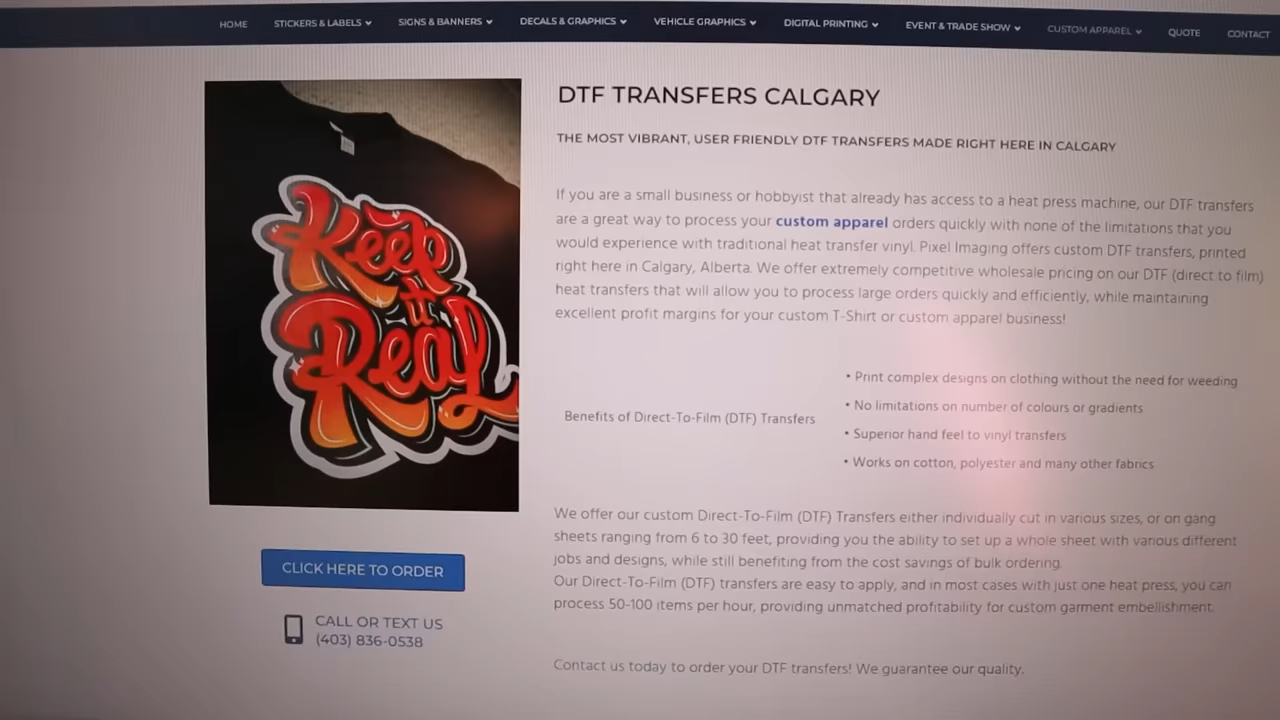 HOME STICKERS & LABELS SIGNS & BANNERS DECALS & GRAPHICS VEHICLE GRAPHICS DIGITAL PRINTING EVENT & TRADE SHOW CUSTOM APPAREL QUOTE CONTACT
Keep
it
Real
CLICK HERE TO ORDER
CALL OR TEXT US
(403) 836-0538
DTF TRANSFERS CALGARY
THE MOST VIBRANT, USER FRIENDLY DTF TRANSFERS MADE RIGHT HERE IN CALGARY
If you are a small business or hobbyist that already has access to a heat press machine, our DTF transfers
are a great way to process your custom apparel orders quickly with none of the limitations that you
would experience with traditional heat transfer vinyl. Pixel Imaging offers custom DTF transfers, printed
right here in Calgary, Alberta. We offer extremely competitive wholesale pricing on our DTF (direct to film)
heat transfers that will allow you to process large orders quickly and efficiently, while maintaining
excellent profit margins for your custom T-Shirt or custom apparel business!
Benefits of Direct-To-Film (DTF) Transfers
• Print complex designs on clothing without the need for weeding
• No limitations on number of colours or gradients
• Superior hand feel to vinyl transfers
• Works on cotton, polyester and many other fabrics
We offer our custom Direct-To-Film (DTF) Transfers either individually cut in various sizes, or on gang
sheets ranging from 6 to 30 feet, providing you the ability to set up a whole sheet with various different
jobs and designs, while still benefiting from the cost savings of bulk ordering.
Our Direct-To-Film (DTF) transfers are easy to apply, and in most cases with just one heat press, you can
process 50-100 items per hour, providing unmatched profitability for custom garment embellishment.
Contact us today to order your DTF transfers! We guarantee our quality.